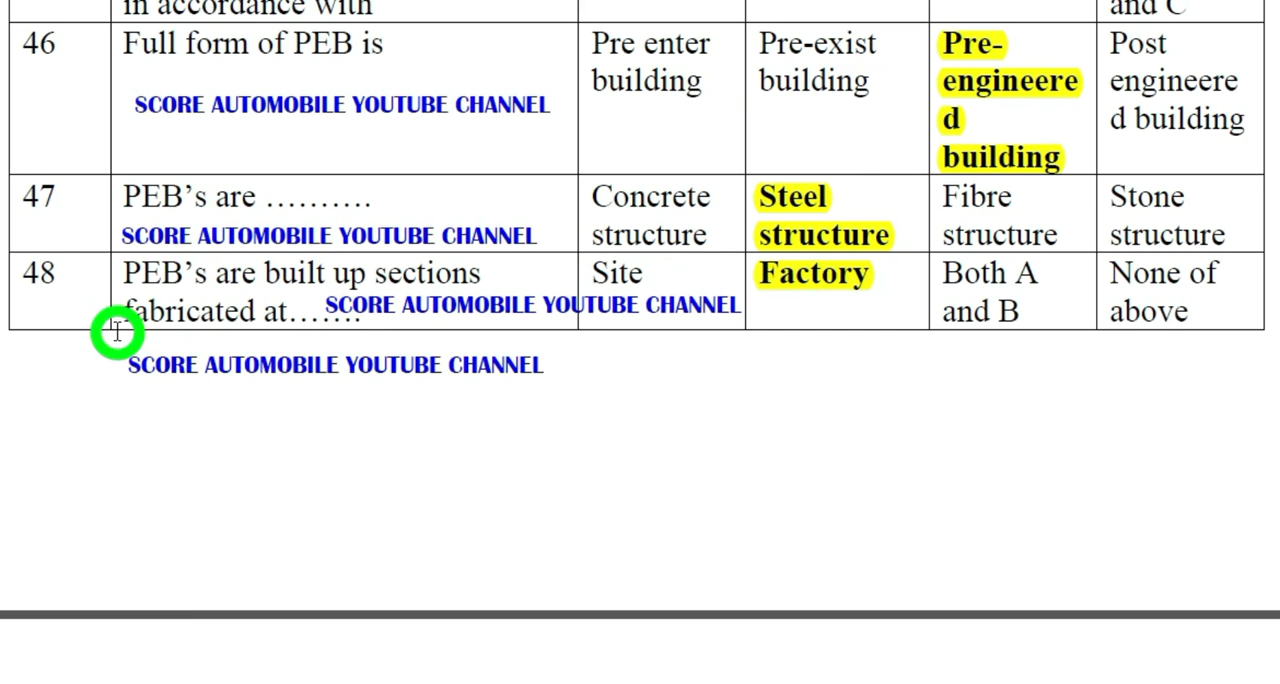 in accordance with
and C
46 Full form of PEB is Pre enter Pre-exist Pre- Post
building building engineere engineere
SCORE AUTOMOBILE YOUTUBE CHANNEL
d d building
building
47 PEB's are ………. Concrete Steel Fibre Stone
SCORE AUTOMOBILE YOUTUBE CHANNEL structure structure structure structure
48 PEB's are built up sections Site Factory Both A None of
fabricated at……. and B above
SCORE AUTOMOBILE YOUTUBE CHANNEL
SCORE AUTOMOBILE YOUTUBE CHANNEL